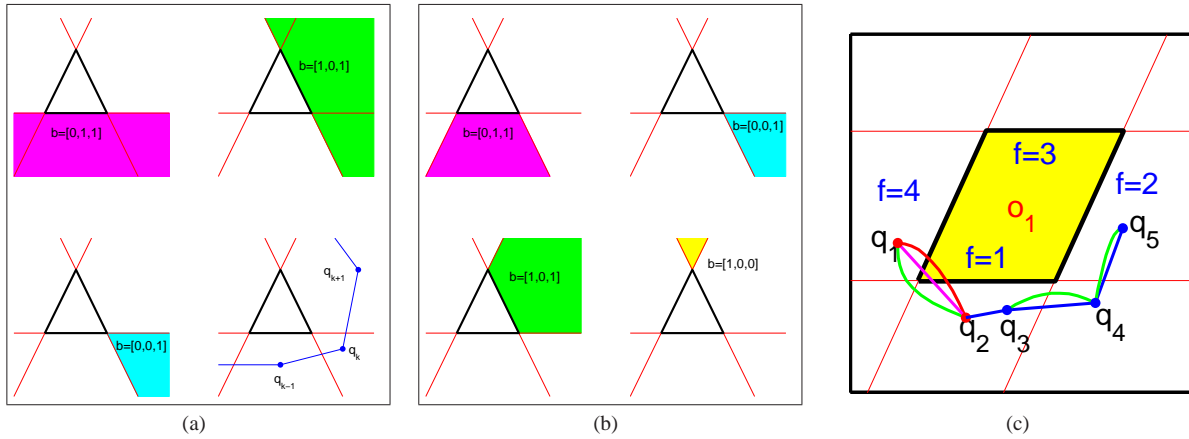 b=[0,1,1]
b=[1,0,1]
b=[0,0,1]
q_{k+1}
q_k
q_{k−1}
(a)
b=[0,1,1]
b=[0,0,1]
b=[1,0,1]
b=[1,0,0]
(b)
f=3
f=4
f=2
o_1
q_1
q_5
f=1
q_2
q_3
q_4
(c)